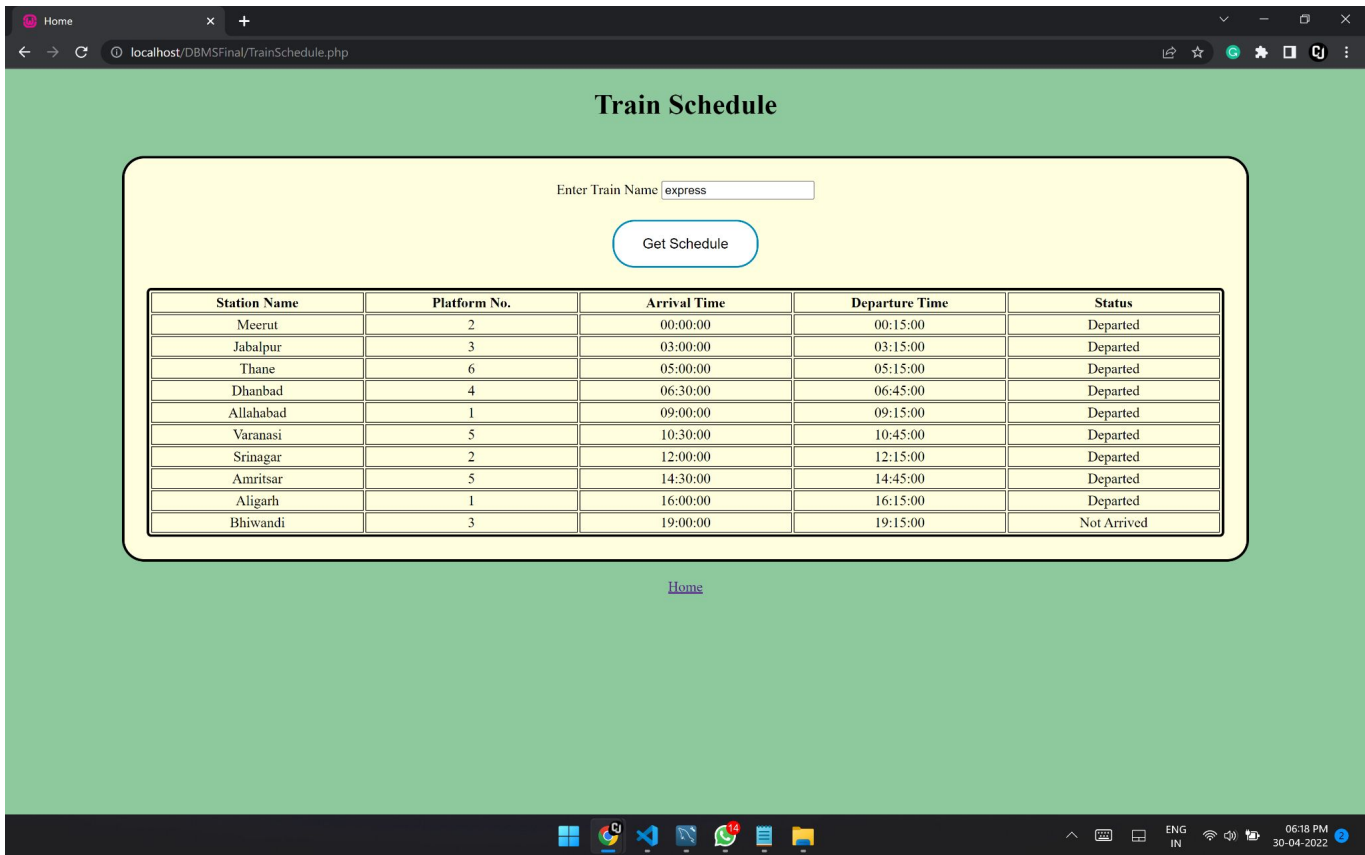 Home
localhost/DBMSFinal/TrainSchedule.php
Train Schedule
Enter Train Name express
Get Schedule
Station Name Platform No. Arrival Time Departure Time Status
Meerut 2 00:00:00 00:15:00 Departed
Jabalpur 3 03:00:00 03:15:00 Departed
Thane 6 05:00:00 05:15:00 Departed
Dhanbad 4 06:30:00 06:45:00 Departed
Allahabad 1 09:00:00 09:15:00 Departed
Varanasi 5 10:30:00 10:45:00 Departed
Srinagar 2 12:00:00 12:15:00 Departed
Amritsar 5 14:30:00 14:45:00 Departed
Aligarh 1 16:00:00 16:15:00 Departed
Bhiwandi 3 19:00:00 19:15:00 Not Arrived
Home
14
ENG
IN
06:18 PM
30-04-2022
2